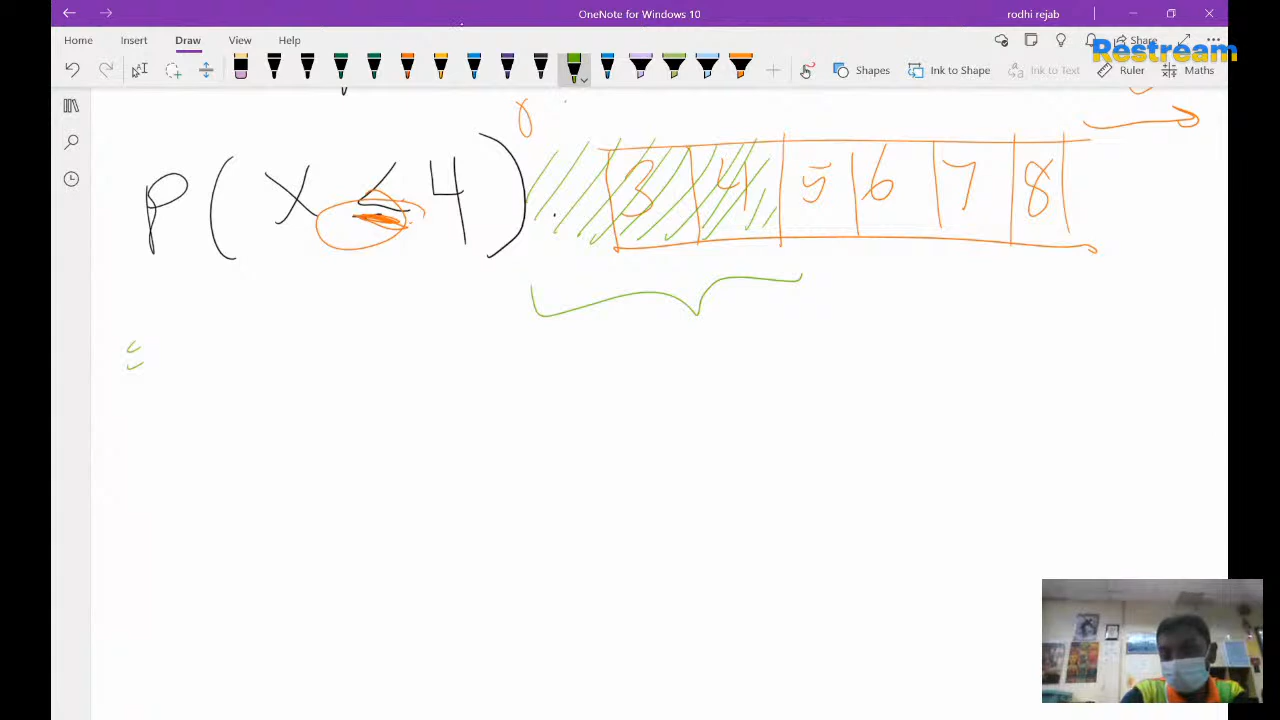 OneNote for Windows 10
rodhi rejab
Home Insert Draw View Help
Share
Restream
Shapes Ink to Shape Ink to Text Ruler Maths
P(X ≤ 4) 3 4 5 6 7 8
=